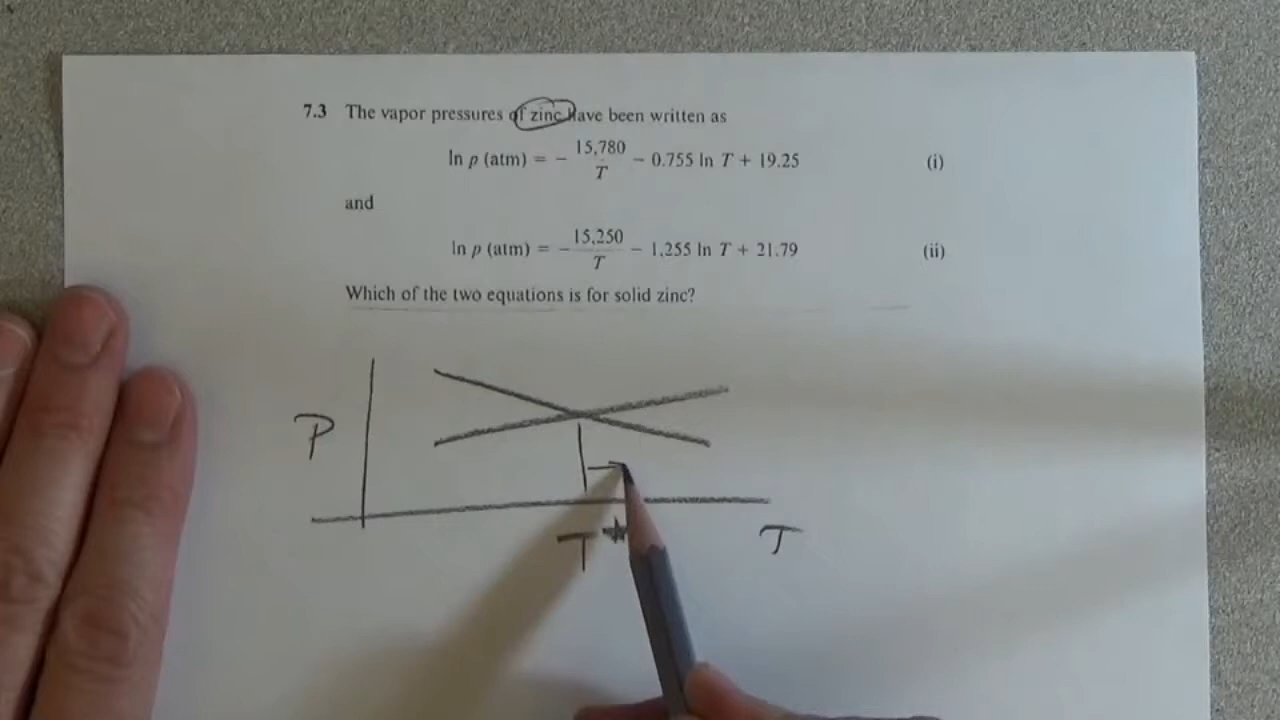 7.3 The vapor pressures of zinc have been written as
ln p (atm) = - 15,780 / T - 0.755 ln T + 19.25 (i)
and
ln p (atm) = - 15,250 / T - 1.255 ln T + 21.79 (ii)
Which of the two equations is for solid zinc?
P
T* T